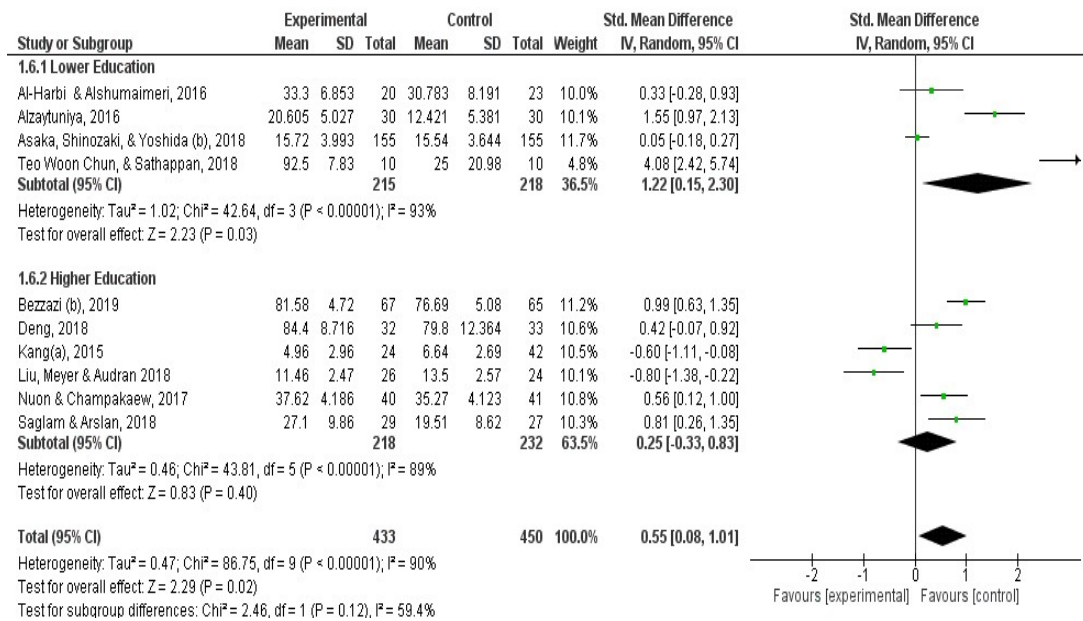 Experimental Control Std. Mean Difference Std. Mean Difference
Study or Subgroup Mean SD Total Mean SD Total Weight IV, Random, 95% CI IV, Random, 95% CI
1.6.1 Lower Education
Al-Harbi & Alshumaimeri, 2016 33.3 6.853 20 30.783 8.191 23 10.0% 0.33 [-0.28, 0.93]
Alzaytuniya, 2016 20.605 5.027 30 12.421 5.381 30 10.1% 1.55 [0.97, 2.13]
Asaka, Shinozaki, & Yoshida (b), 2018 15.72 3.993 155 15.54 3.644 155 11.7% 0.05 [-0.18, 0.27]
Teo Woon Chun, & Sathappan, 2018 92.5 7.83 10 25 20.98 10 4.8% 4.08 [2.42, 5.74]
Subtotal (95% CI) 215 218 36.5% 1.22 [0.15, 2.30]
Heterogeneity: Tau² = 1.02; Chi² = 42.64, df = 3 (P < 0.00001); I² = 93%
Test for overall effect: Z = 2.23 (P = 0.03)
1.6.2 Higher Education
Bezzazi (b), 2019 81.58 4.72 67 76.69 5.08 65 11.2% 0.99 [0.63, 1.35]
Deng, 2018 84.4 8.716 32 79.8 12.364 33 10.6% 0.42 [-0.07, 0.92]
Kang(a), 2015 4.96 2.96 24 6.64 2.69 42 10.5% -0.60 [-1.11, -0.08]
Liu, Meyer & Audran 2018 11.46 2.47 26 13.5 2.57 24 10.1% -0.80 [-1.38, -0.22]
Nuon & Champakaew, 2017 37.62 4.186 40 35.27 4.123 41 10.8% 0.56 [0.12, 1.00]
Saglam & Arslan, 2018 27.1 9.86 29 19.51 8.62 27 10.3% 0.81 [0.26, 1.35]
Subtotal (95% CI) 218 232 63.5% 0.25 [-0.33, 0.83]
Heterogeneity: Tau² = 0.46; Chi² = 43.81, df = 5 (P < 0.00001); I² = 89%
Test for overall effect: Z = 0.83 (P = 0.40)
Total (95% CI) 433 450 100.0% 0.55 [0.08, 1.01]
Heterogeneity: Tau² = 0.47; Chi² = 86.75, df = 9 (P < 0.00001); I² = 90%
Test for overall effect: Z = 2.29 (P = 0.02)
Test for subgroup differences: Chi² = 2.46, df = 1 (P = 0.12), I² = 59.4%
-2 -1 0 1 2
Favours [experimental] Favours [control]